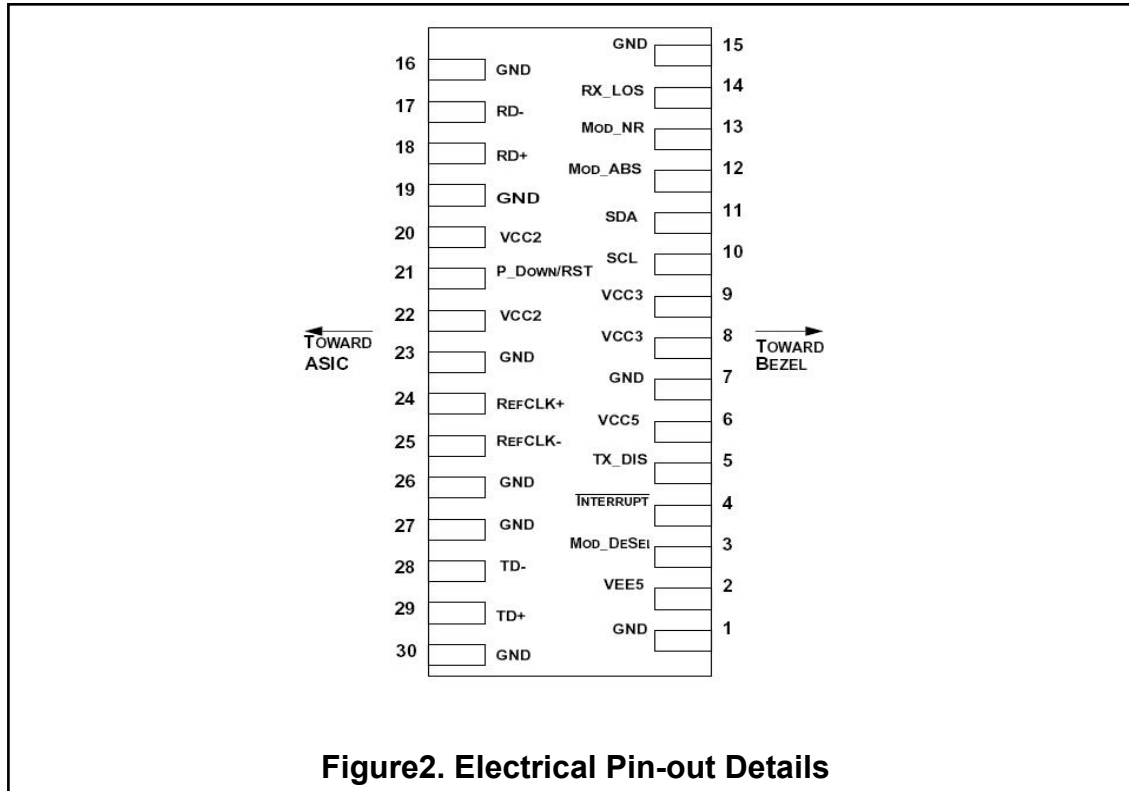 GND 15
16 GND
RX_LOS 14
17 RD-
MOD_NR 13
18 RD+
MOD_ABS 12
19 GND
SDA 11
20 VCC2
SCL 10
21 P_DOWN/RST
VCC3 9
22 VCC2
VCC3 8
TOWARD
ASIC
TOWARD
BEZEL
23 GND
GND 7
24 REFCLK+
VCC5 6
25 REFCLK-
TX_DIS 5
26 GND
INTERRUPT 4
27 GND
MOD_DESEl 3
28 TD-
VEE5 2
29 TD+
GND 1
30 GND
Figure2. Electrical Pin-out Details